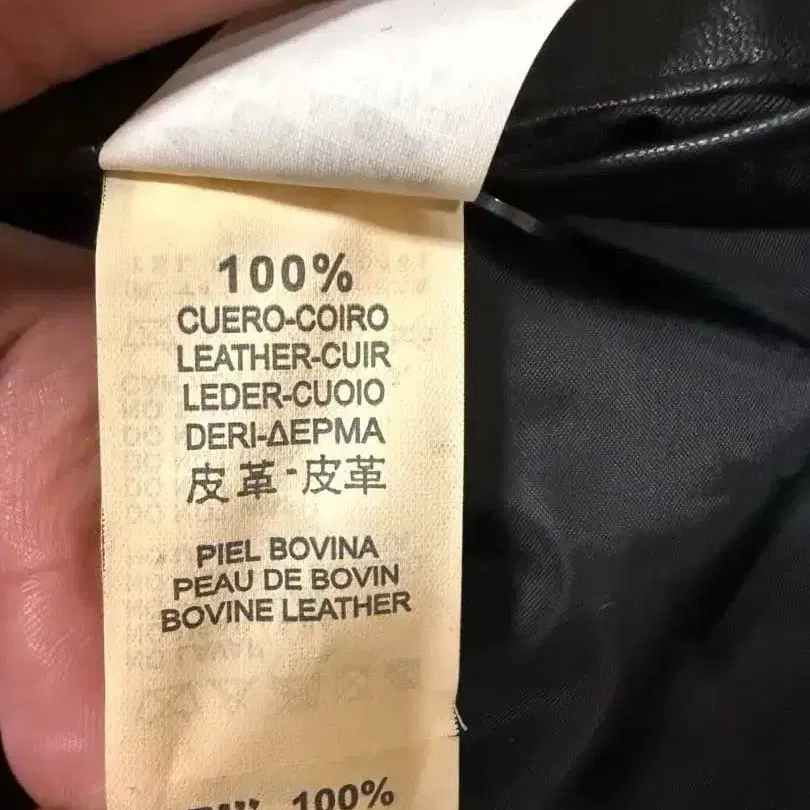 100%
CUERO-COIRO
LEATHER-CUIR
LEDER-CUOIO
DERI-ΔΕΡΜΑ
皮革-皮革
PIEL BOVINA
PEAU DE BOVIN
BOVINE LEATHER
100%